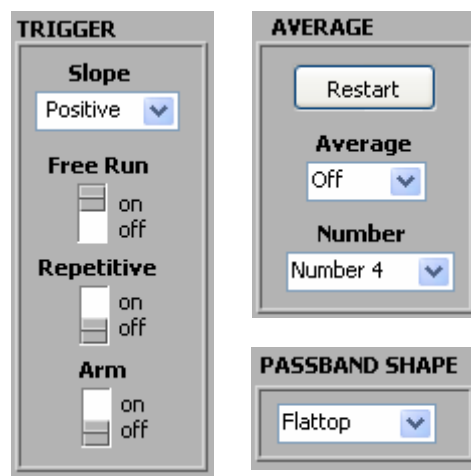 TRIGGER
Slope
Positive
Free Run
on
off
Repetitive
on
off
Arm
on
off
AVERAGE
Restart
Average
Off
Number
Number 4
PASSBAND SHAPE
Flattop